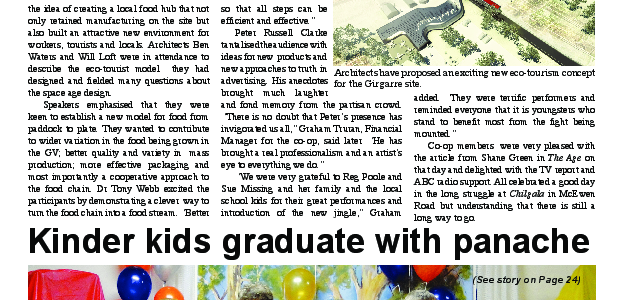 the idea of creating a local food hub that not
only retained manufacturing on the site but
also built an attractive new environment for
workers, tourists and locals. Architects Ben
Waters and Will Loft were in attendance to
describe the eco-tourist model they had
designed and fielded many questions about
the space age design.
Speakers emphasised that they were
keen to establish a new model for food from
paddock to plate. They wanted to contribute
to wider variation in the food being grown in
the GV; better quality and variety in mass
production; more effective packaging and
most importantly a cooperative approach to
the food chain. Dr Tony Webb excited the
participants by demonstrating a clever way to
turn the food chain into a food stream. 'Better
so that all steps can be
efficient and effective."
Peter Russell Clarke
tantalised the audience with
ideas for new products and
new approaches to truth in
advertising. His anecdotes
brought much laughter
and fond memory from the partisan crowd.
"There is no doubt that Peter's presence has
invigorated us all," Graham Truran, Financial
Manager for the co-op, said later. "He has
brought a real professionalism and an artist's
eye to everything we do."
"We were very grateful to Reg Poole and
Sue Missing and her family and the local
school kids for their great performances and
introduction of the new jingle," Graham
Architects have proposed an exciting new eco-tourism concept
for the Girgarre site.
added. "They were terrific performers and
reminded everyone that it is youngsters who
stand to benefit most from the fight being
mounted."
Co-op members were very pleased with
the article from Shane Green in The Age on
that day and delighted with the TV report and
ABC radio support. All celebrated a good day
in the long struggle at Chilgala in McEwen
Road but understanding that there is still a
long way to go.
Kinder kids graduate with panache
(See story on Page 24)